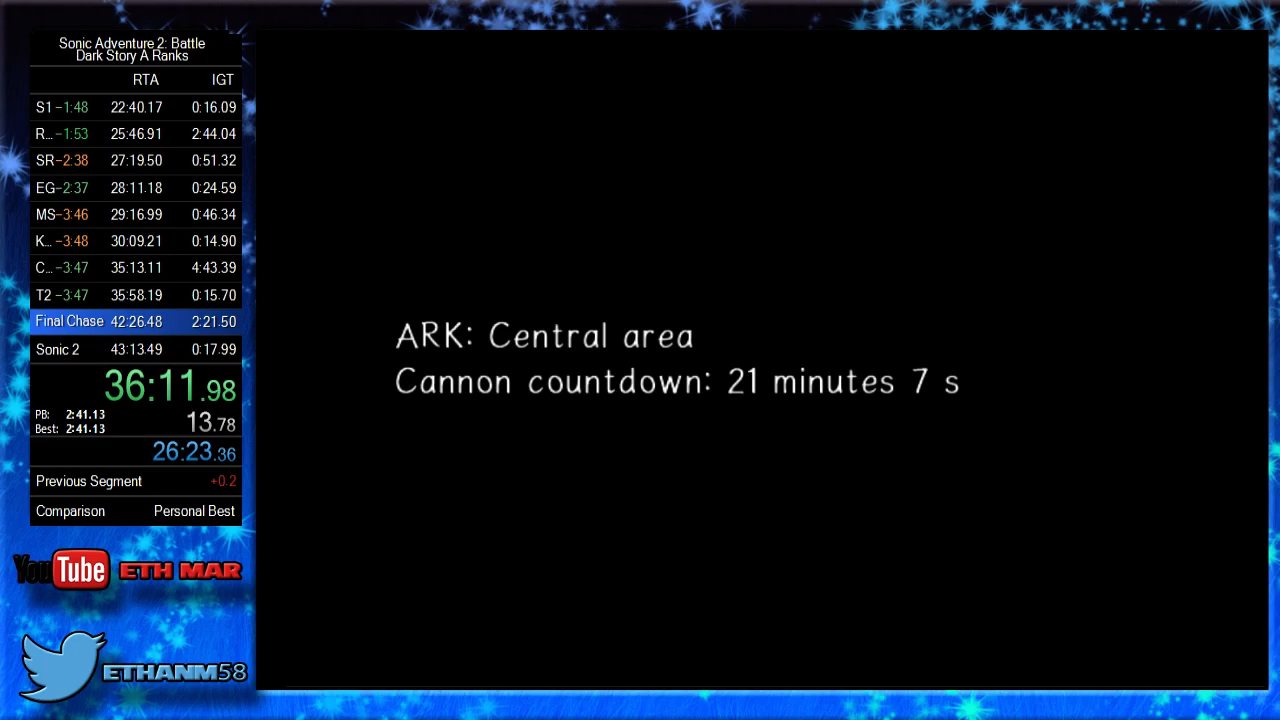 Sonic Adventure 2: Battle
Dark Story A Ranks
RTA IGT
S1 -1:48 22:40.17 0:16.09
R... -1:53 25:46.91 2:44.04
SR -2:38 27:19.50 0:51.32
EG -2:37 28:11.18 0:24.59
MS -3:46 29:16.99 0:46.34
K... -3:48 30:09.21 0:14.90
C... -3:47 35:13.11 4:43.39
T2 -3:47 35:58.19 0:15.70
Final Chase 42:26.48 2:21.50
Sonic 2 43:13.49 0:17.99
36:11.98
PB: 2:41.13
Best: 2:41.13
13.78
26:23.36
Previous Segment +0.2
Comparison Personal Best
YouTube ETH MAR
ETHANM58
ARK: Central area
Cannon countdown: 21 minutes 7 s